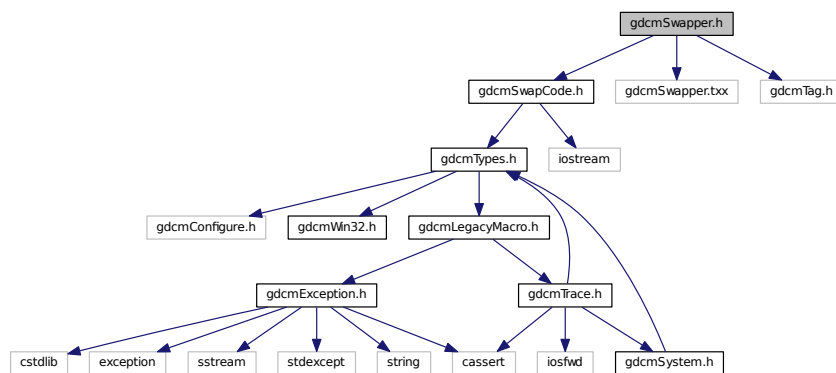 gdcmSwapper.h
gdcmSwapCode.h
gdcmSwapper.txx
gdcmTag.h
gdcmTypes.h
iostream
gdcmConfigure.h
gdcmWin32.h
gdcmLegacyMacro.h
gdcmException.h
gdcmTrace.h
cstdlib
exception
sstream
stdexcept
string
cassert
iosfwd
gdcmSystem.h